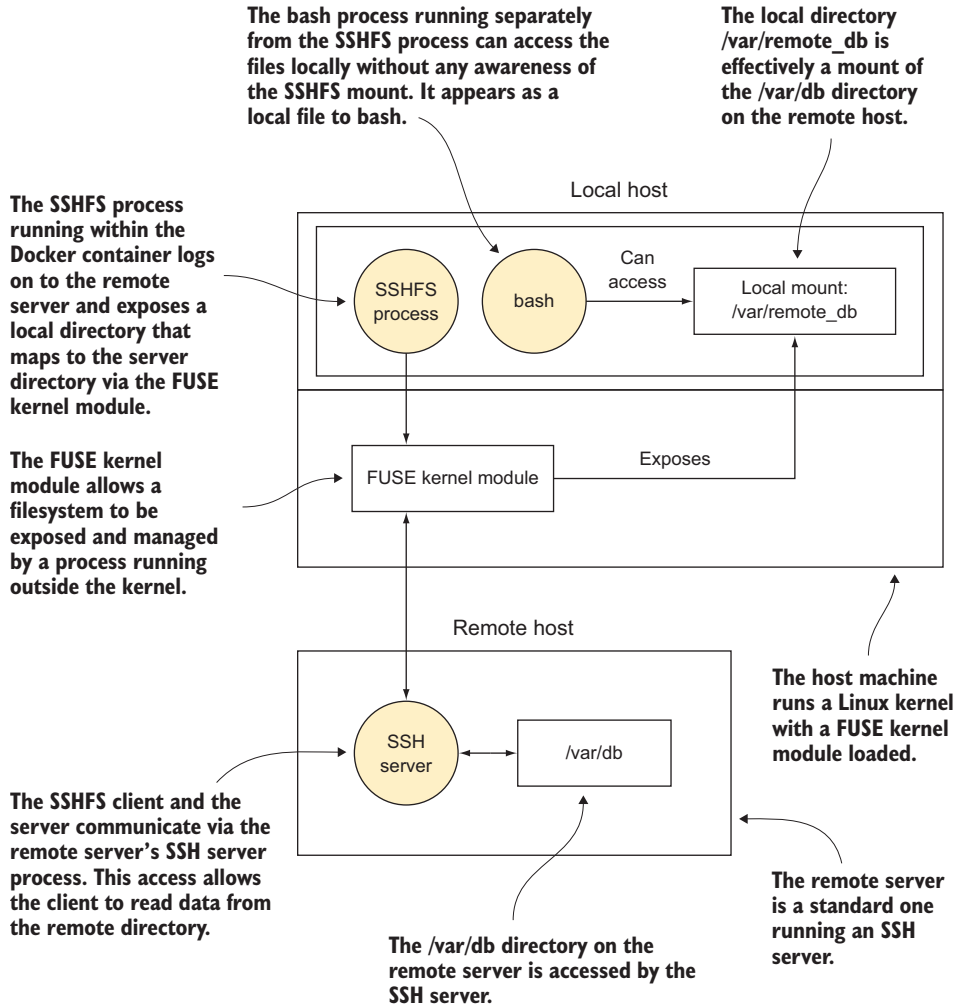 The bash process running separately
from the SSHFS process can access the
files locally without any awareness of
the SSHFS mount. It appears as a
local file to bash.
The local directory
/var/remote_db is
effectively a mount of
the /var/db directory
on the remote host.
The SSHFS process
running within the
Docker container logs
on to the remote
server and exposes a
local directory that
maps to the server
directory via the FUSE
kernel module.
Local host
SSHFS
process
bash
Can
access
Local mount:
/var/remote_db
The FUSE kernel
module allows a
filesystem to be
exposed and managed
by a process running
outside the kernel.
FUSE kernel module
Exposes
Remote host
SSH
server
/var/db
The host machine
runs a Linux kernel
with a FUSE kernel
module loaded.
The SSHFS client and the
server communicate via the
remote server’s SSH server
process. This access allows
the client to read data from
the remote directory.
The /var/db directory on the
remote server is accessed by the
SSH server.
The remote server
is a standard one
running an SSH
server.